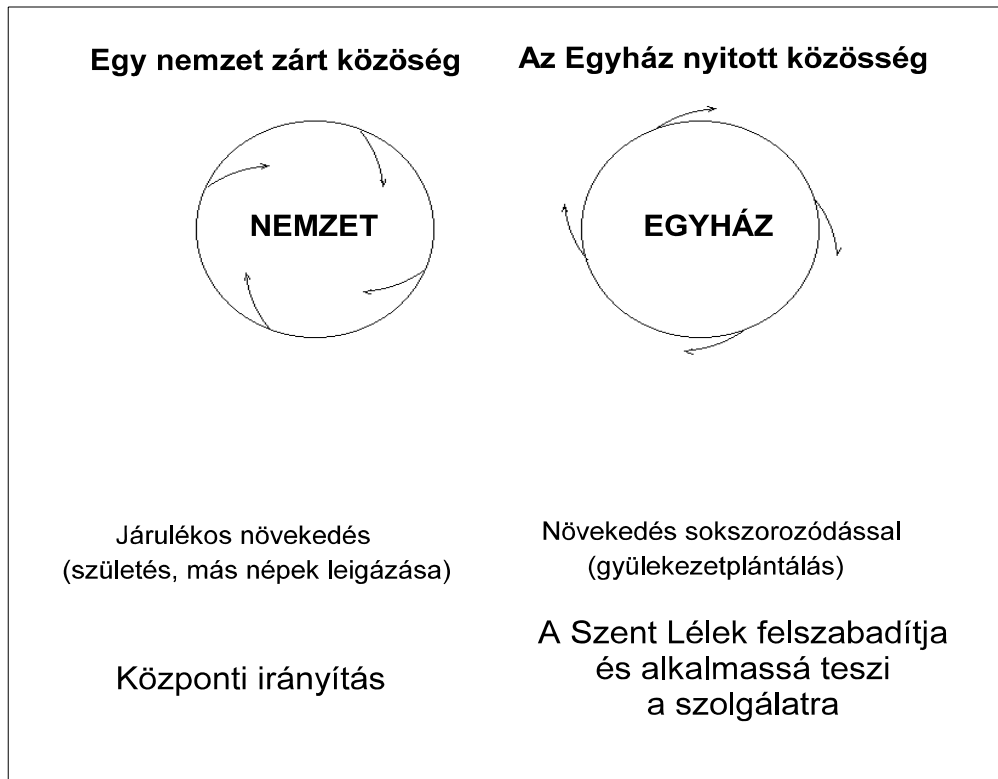 Egy nemzet zárt közöség
Az Egyház nyitott közösség
NEMZET
EGYHÁZ
Járulékos növekedés
(születés, más népek leigázása)
Növekedés sokszorozódással
(gyülekezetplántálás)
Központi irányítás
A Szent Lélek felszabadítja
és alkalmassá teszi
a szolgálatra